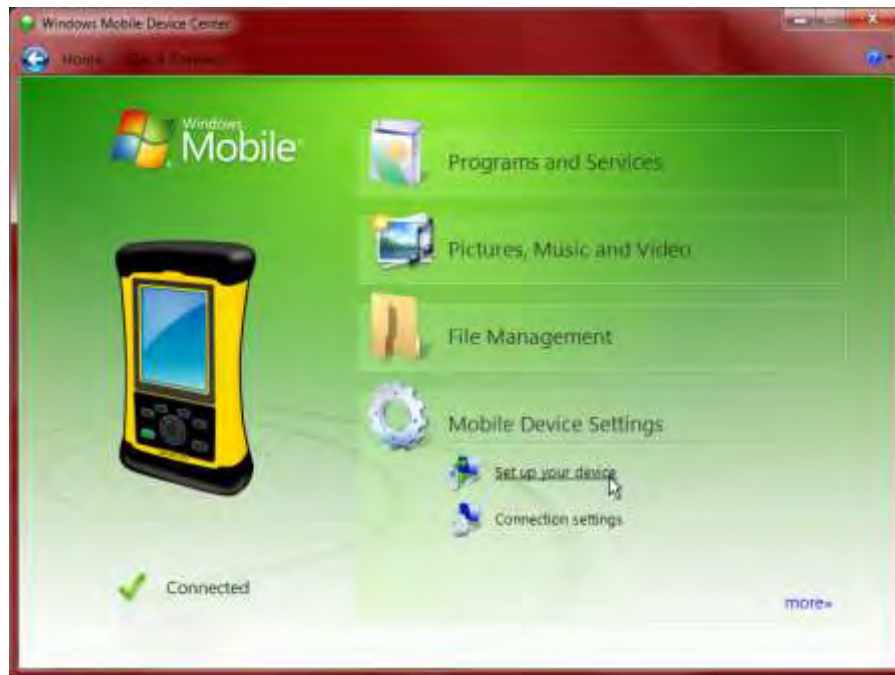 Windows Mobile Device Center
Home
Windows
Mobile
Programs and Services
Pictures, Music and Video
File Management
Mobile Device Settings
Set up your device
Connection settings
Connected
more»